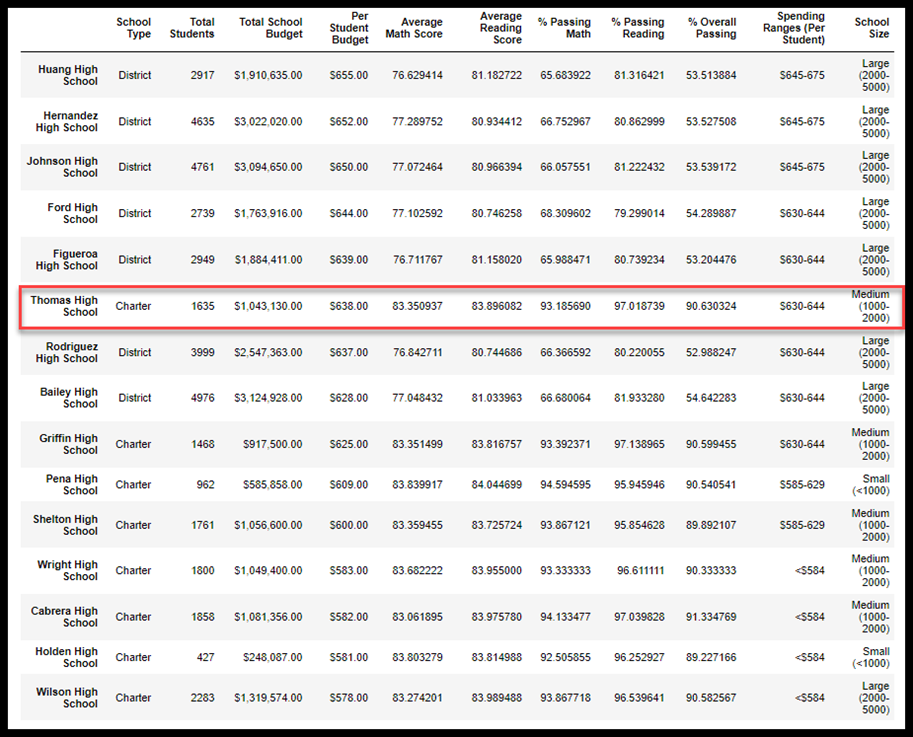 School Type Total Students Total School Budget Per Student Budget Average Math Score Average Reading Score % Passing Math % Passing Reading % Overall Passing Spending Ranges (Per Student) School Size
Huang High School District 2917 $1,910,635.00 $655.00 76.629414 81.182722 65.683922 81.316421 53.513884 $645-675 Large (2000-5000)
Hernandez High School District 4635 $3,022,020.00 $652.00 77.289752 80.934412 66.752967 80.862999 53.527508 $645-675 Large (2000-5000)
Johnson High School District 4761 $3,094,650.00 $650.00 77.072464 80.966394 66.057551 81.222432 53.539172 $645-675 Large (2000-5000)
Ford High School District 2739 $1,763,916.00 $644.00 77.102592 80.746258 68.309602 79.299014 54.289887 $630-644 Large (2000-5000)
Figueroa High School District 2949 $1,884,411.00 $639.00 76.711767 81.158020 65.988471 80.739234 53.204476 $630-644 Large (2000-5000)
Thomas High School Charter 1635 $1,043,130.00 $638.00 83.350937 83.896082 93.185690 97.018739 90.630324 $630-644 Medium (1000-2000)
Rodriguez High School District 3999 $2,547,363.00 $637.00 76.842711 80.744686 66.366592 80.220055 52.988247 $630-644 Large (2000-5000)
Bailey High School District 4976 $3,124,928.00 $628.00 77.048432 81.033963 66.680064 81.933280 54.642283 $630-644 Large (2000-5000)
Griffin High School Charter 1468 $917,500.00 $625.00 83.351499 83.816757 93.392371 97.138965 90.599455 $630-644 Medium (1000-2000)
Pena High School Charter 962 $585,858.00 $609.00 83.839917 84.044699 94.594595 95.945946 90.540541 $585-629 Small (<1000)
Shelton High School Charter 1761 $1,056,600.00 $600.00 83.359455 83.725724 93.867121 95.854628 89.892107 $585-629 Medium (1000-2000)
Wright High School Charter 1800 $1,049,400.00 $583.00 83.682222 83.955000 93.333333 96.611111 90.333333 <$584 Medium (1000-2000)
Cabrera High School Charter 1858 $1,081,356.00 $582.00 83.061895 83.975780 94.133477 97.039828 91.334769 <$584 Medium (1000-2000)
Holden High School Charter 427 $248,087.00 $581.00 83.803279 83.814988 92.505855 96.252927 89.227166 <$584 Small (<1000)
Wilson High School Charter 2283 $1,319,574.00 $578.00 83.274201 83.989488 93.867718 96.539641 90.582567 <$584 Large (2000-5000)